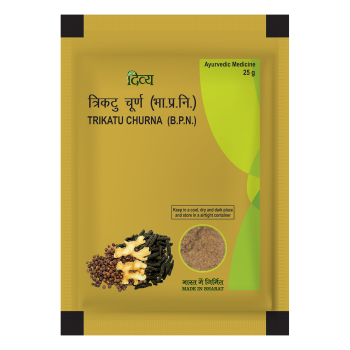 दिव्य
Ayurvedic Medicine
25 g
त्रिकटु चूर्ण (भा.प्र.नि.)
TRIKATU CHURNA (B.P.N.)
Keep in a cool, dry and dark place
and store in a airtight container
भारत में निर्मित
MADE IN BHARAT